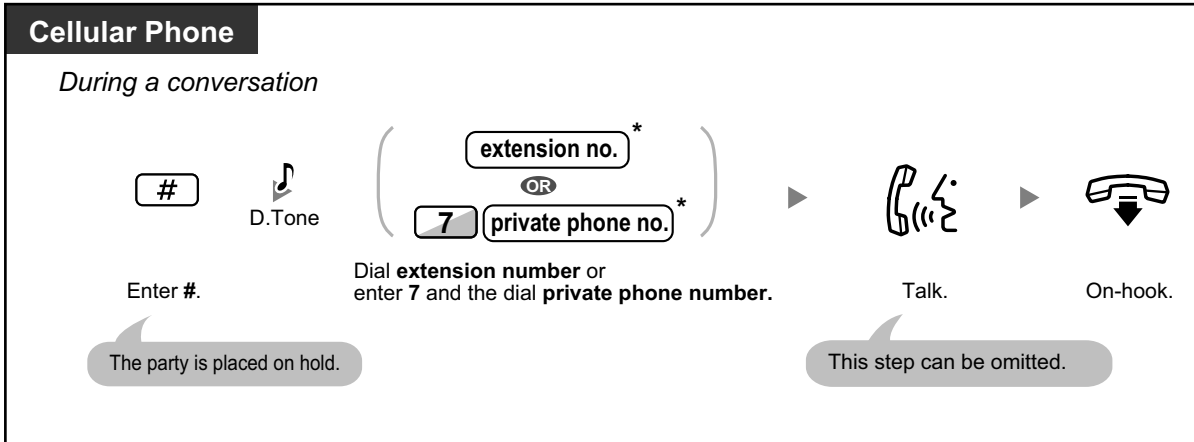 Cellular Phone
During a conversation
#
D.Tone
extension no.*
OR
7 private phone no.*
Enter #.
Dial extension number or
enter 7 and the dial private phone number.
Talk.
On-hook.
The party is placed on hold.
This step can be omitted.